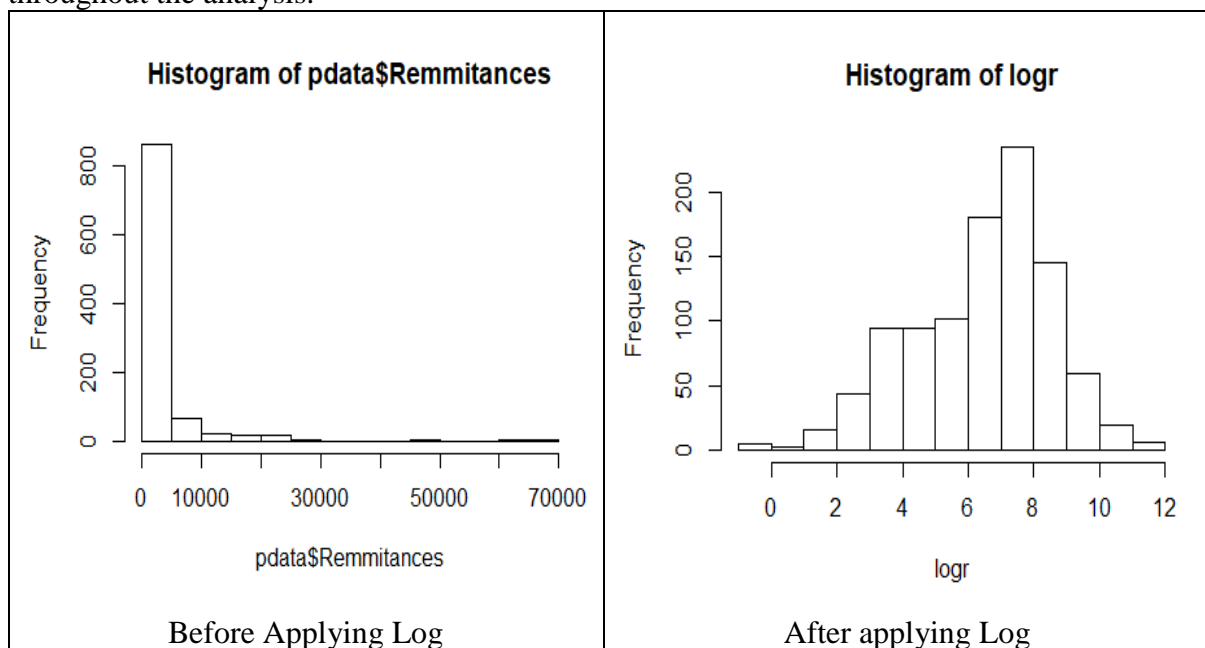 throughout the analysis.
Histogram of pdata$Remmitances
Frequency
0 200 400 600 800
0 10000 30000 50000 70000
pdata$Remmitances
Before Applying Log
Histogram of logr
Frequency
0 50 100 150 200
0 2 4 6 8 10 12
logr
After applying Log